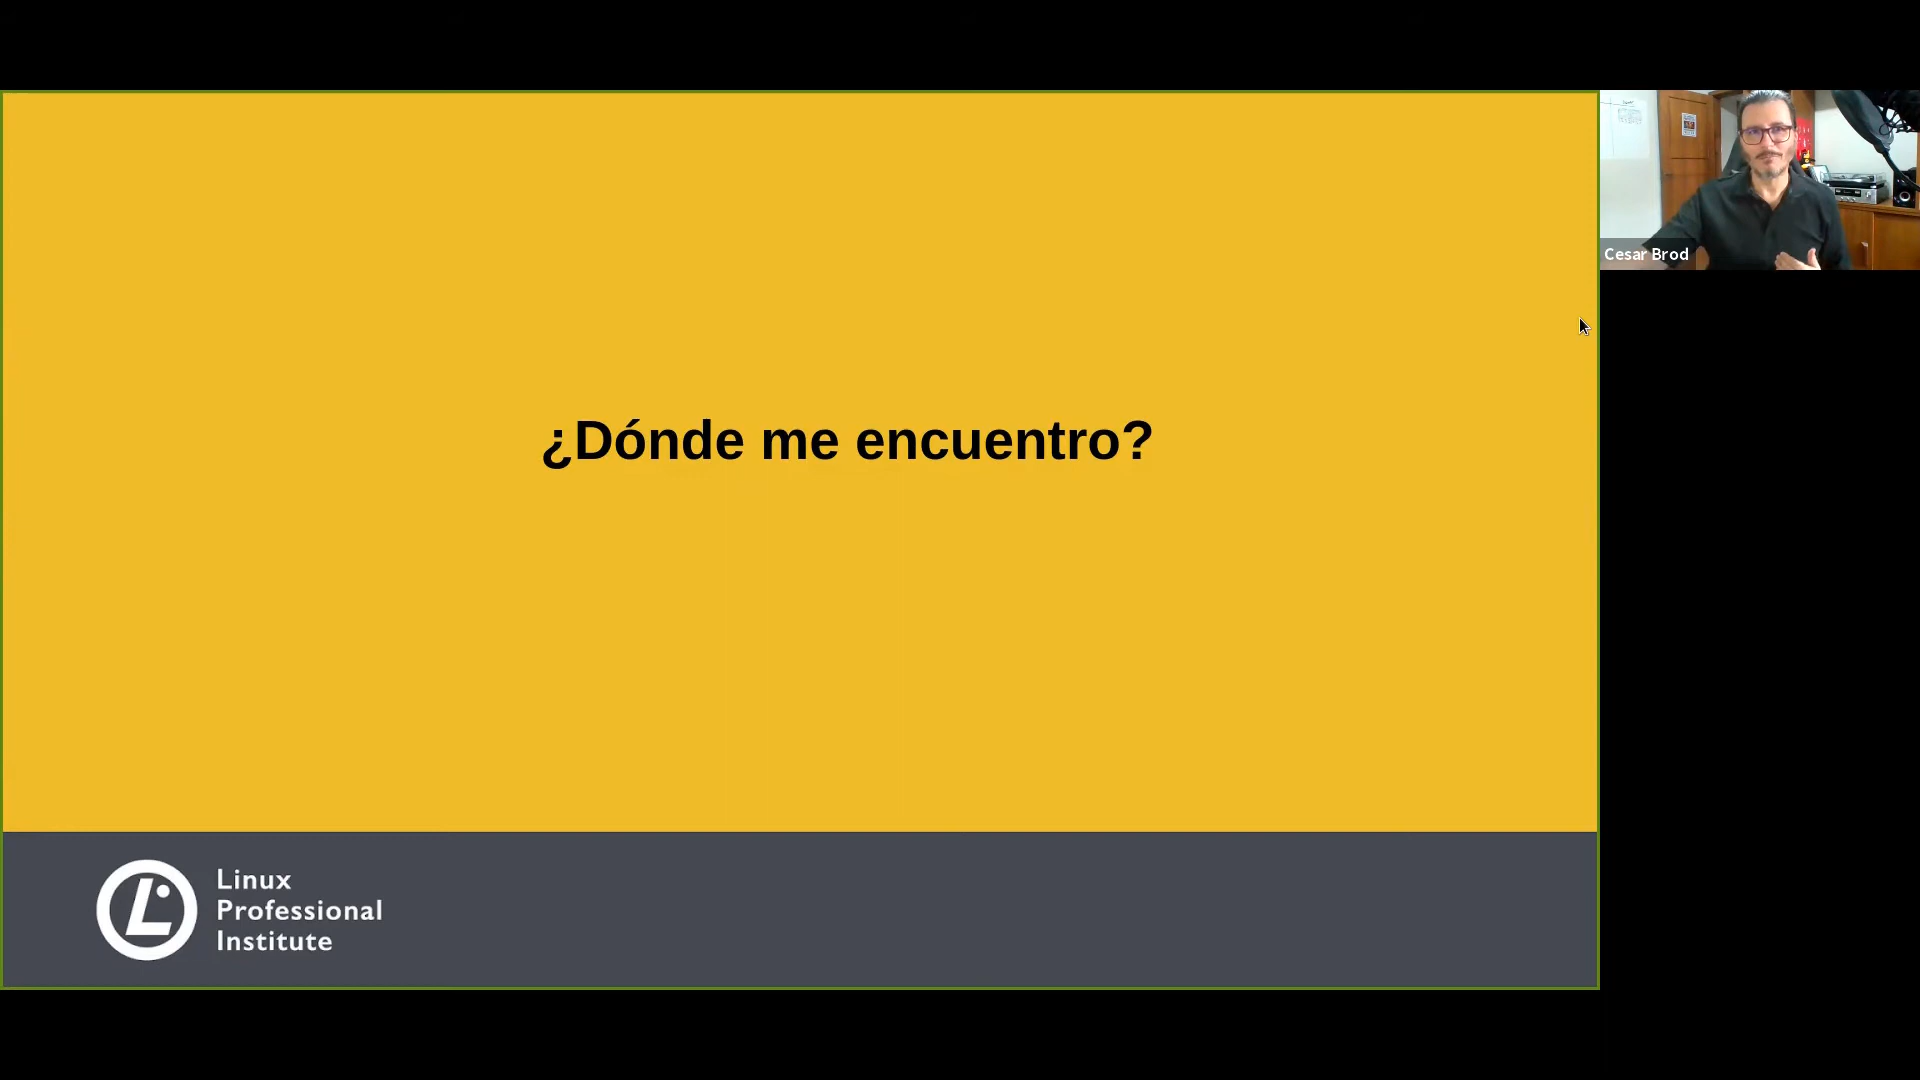 ¿Dónde me encuentro?
Cesar Brod
Linux
Professional
Institute